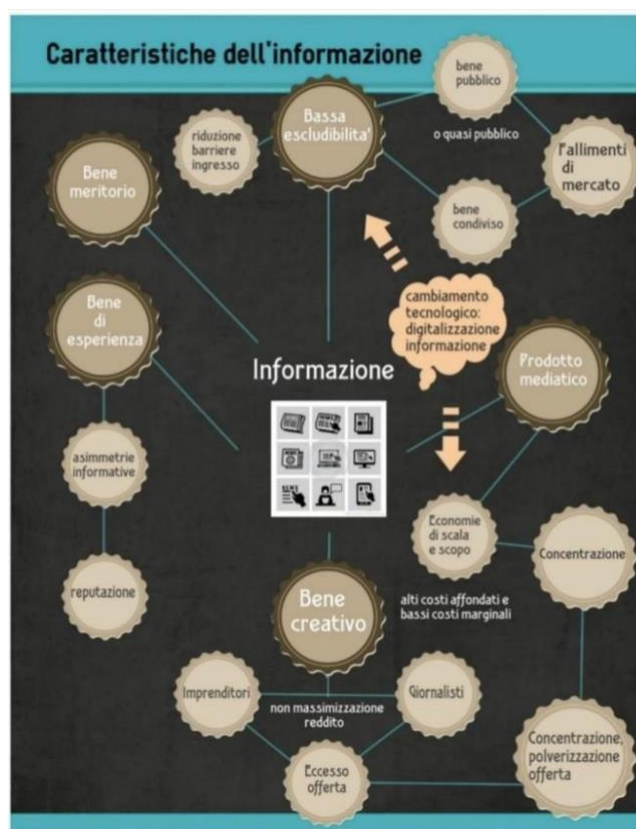 Caratteristiche dell'informazione
bene
pubblico
Bassa
escludibilita'
riduzione
barriere
ingresso
o quasi pubblico
Fallimenti
di
mercato
Bene
meritorio
bene
condiviso
Bene
di
esperienza
cambiamento
tecnologico:
digitalizzazione
informazione
Informazione
Prodotto
mediatico
asimmetrie
informative
NEWS
Economie
di scala
e scopo
Concentrazione
reputazione
Bene
creativo
alti costi affondati e
bassi costi marginali
Imprenditori
non massimizzazione
reddito
Giornalisti
Eccesso
offerta
Concentrazione,
polverizzazione
offerta